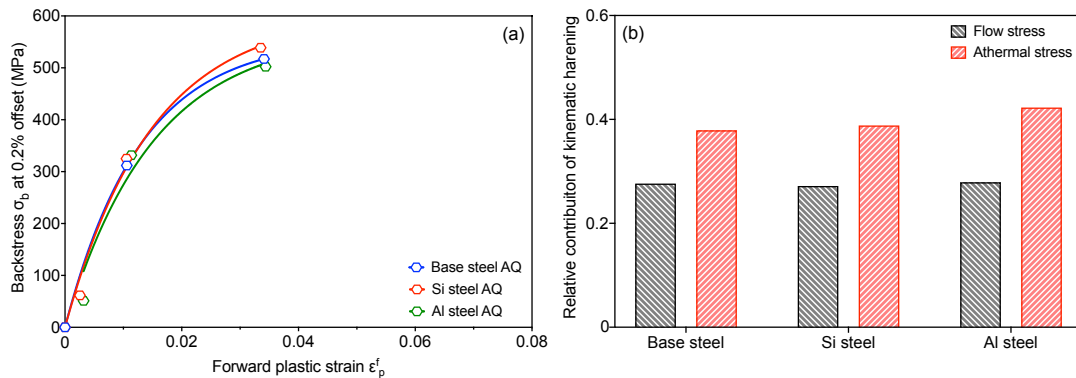 (a)
Backstress σb at 0.2% offset (MPa)
600
500
400
300
200
100
0
0
0.02
0.04
0.06
0.08
Forward plastic strain εᶠₚ
Base steel AQ
Si steel AQ
Al steel AQ
(b)
Relative contribuiton of kinematic harening
0.6
0.4
0.2
0
Flow stress
Athermal stress
Base steel
Si steel
Al steel